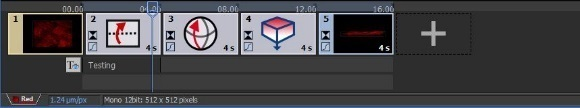 00.00 04.00 08.00 12.00 16.00
1 2 3 4 5
4 s 4 s 4 s 4 s
Testing
Red 1.24 µm/px Mono 12bit: 512 x 512 pixels